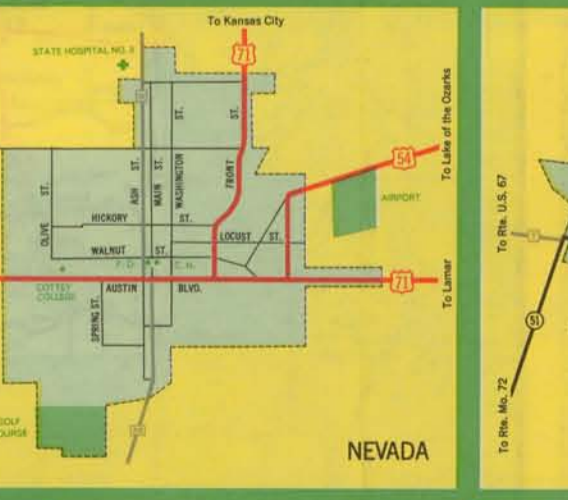 To Kansas City
STATE HOSPITAL NO. 3
71
ST.
ST.
To Lake of the Ozarks
54
AIRPORT
ASH ST.
MAIN ST.
WASHINGTON
FRONT
OLIVE ST.
HICKORY ST.
LOCUST ST.
WALNUT ST.
P.O.
C.H.
COTTEY
COLLEGE
AUSTIN BLVD.
71
To Lamar
SPRING ST.
NEVADA
To Rte. U.S. 67
51
To Rte. Mo. 72